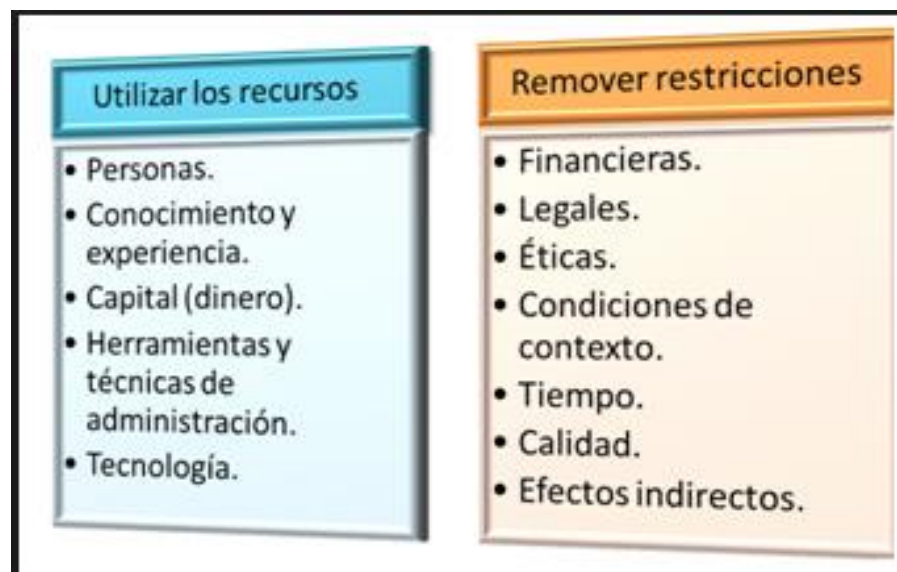 Utilizar los recursos
• Personas.
• Conocimiento y
experiencia.
• Capital (dinero).
• Herramientas y
técnicas de
administración.
• Tecnología.
Remover restricciones
• Financieras.
• Legales.
• Éticas.
• Condiciones de
contexto.
• Tiempo.
• Calidad.
• Efectos indirectos.